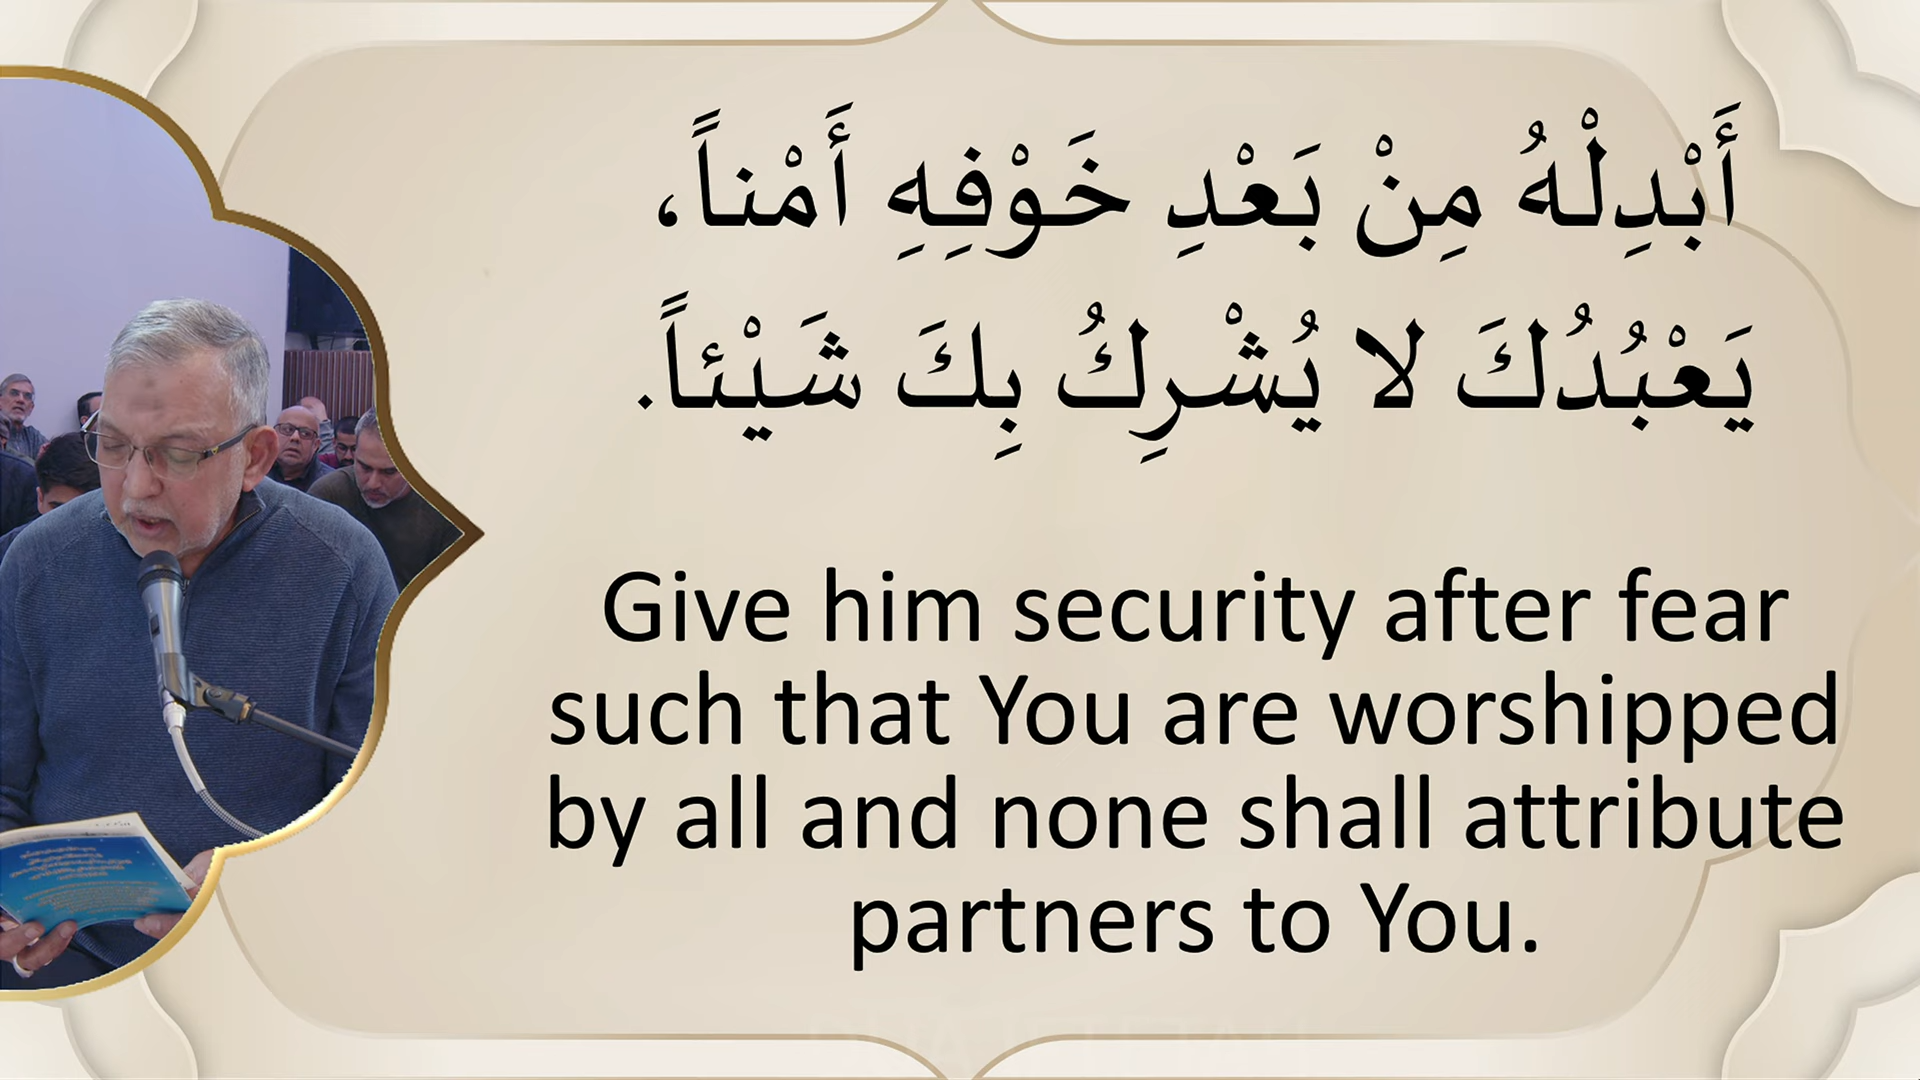 أَبْدِلْهُ مِنْ بَعْدِ خَوْفِهِ أَمْناً،
يَعْبُدُكَ لا يُشْرِكُ بِكَ شَيْئاً.
Give him security after fear
such that You are worshipped
by all and none shall attribute
partners to You.